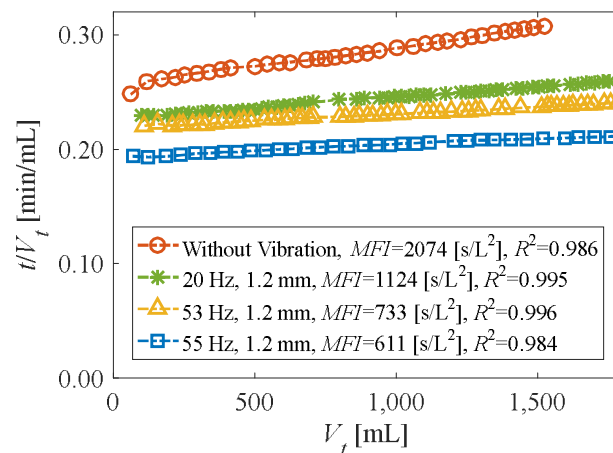 0.30
0.20
0.10
0.00
t/V_t [min/mL]
Without Vibration, MFI=2074 [s/L²], R²=0.986
20 Hz, 1.2 mm, MFI=1124 [s/L²], R²=0.995
53 Hz, 1.2 mm, MFI=733 [s/L²], R²=0.996
55 Hz, 1.2 mm, MFI=611 [s/L²], R²=0.984
0 500 1,000 1,500
V_t [mL]